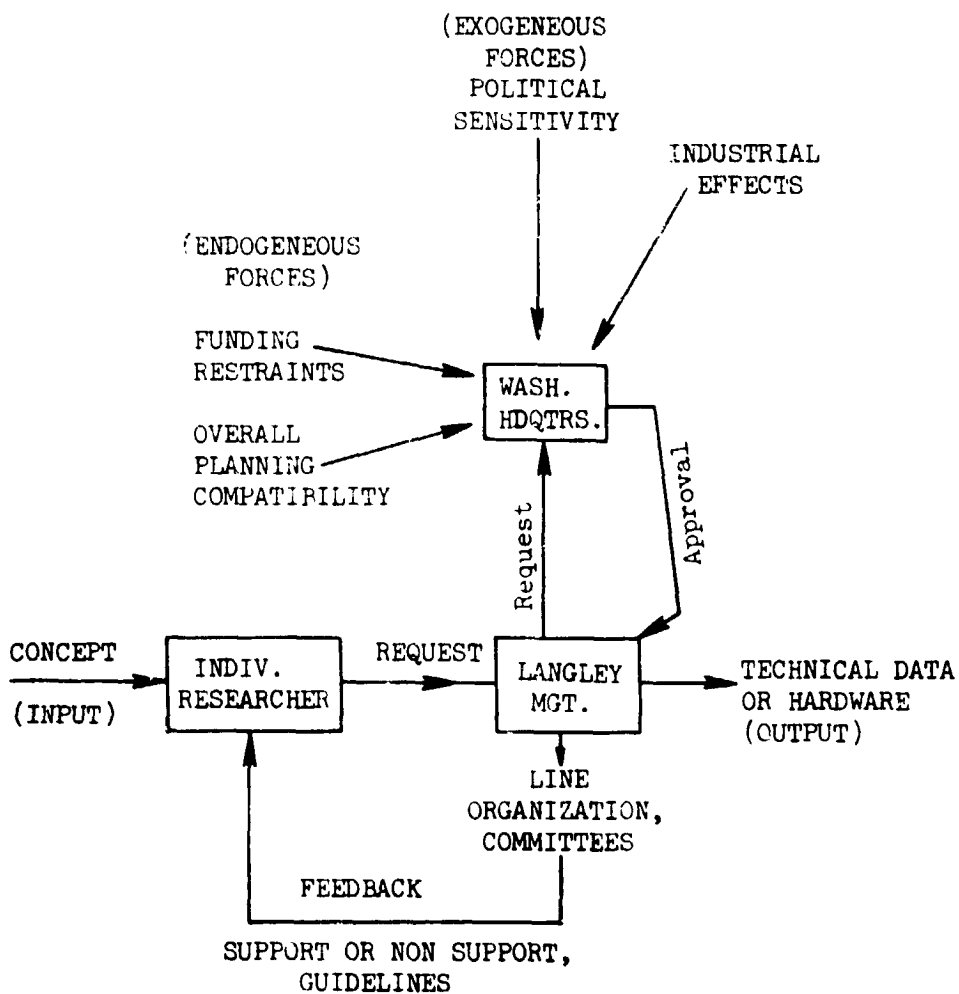 (EXOGENEOUS
FORCES)
POLITICAL
SENSITIVITY
INDUSTRIAL
EFFECTS
(ENDOGENEOUS
FORCES)
FUNDING
RESTRAINTS
WASH.
HDQTRS.
OVERALL
PLANNING
COMPATIBILITY
Request
Approval
CONCEPT
(INPUT)
INDIV.
RESEARCHER
REQUEST
LANGLEY
MGT.
TECHNICAL DATA
OR HARDWARE
(OUTPUT)
LINE
ORGANIZATION,
COMMITTEES
FEEDBACK
SUPPORT OR NON SUPPORT,
GUIDELINES